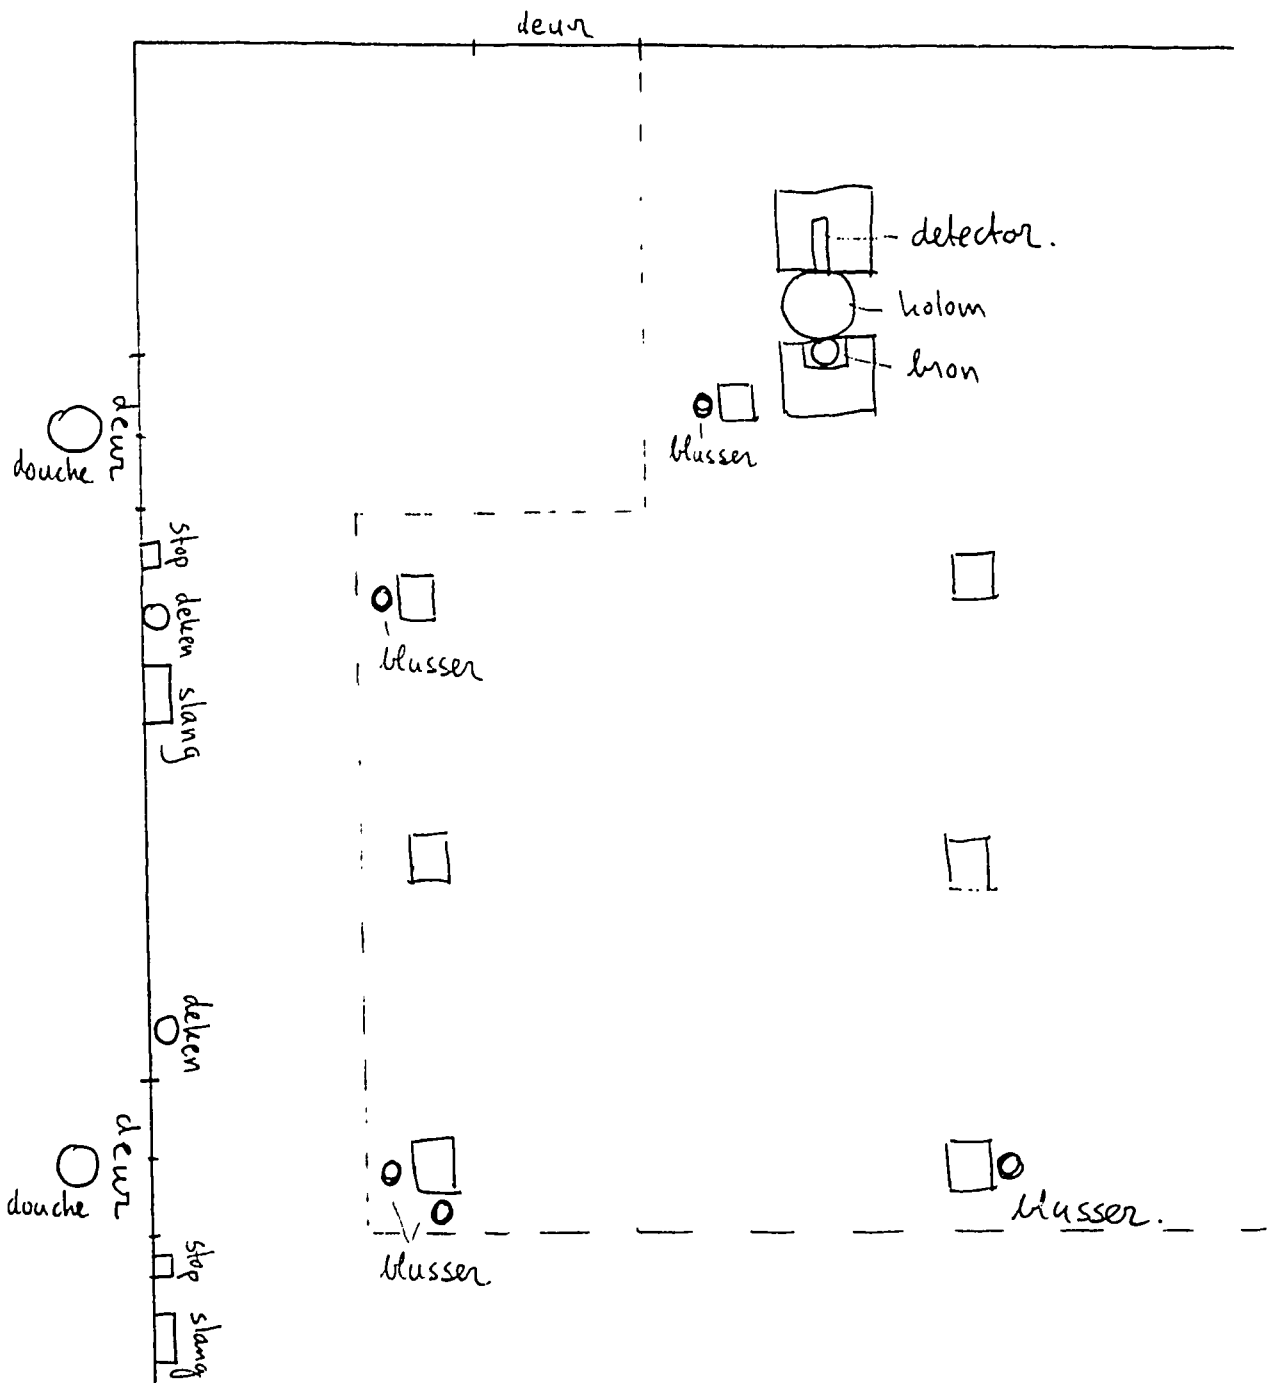 deur
detector.
kolom
bron
blusser
deur
douche
stop
deken
slang
blusser
deken
deur
douche
stop
slang
blusser
blusser.